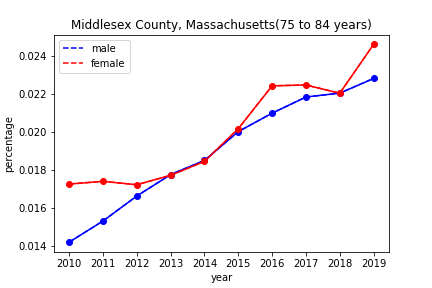 Middlesex County, Massachusetts(75 to 84 years)
male
female
percentage
0.024
0.022
0.020
0.018
0.016
0.014
2010 2011 2012 2013 2014 2015 2016 2017 2018 2019
year